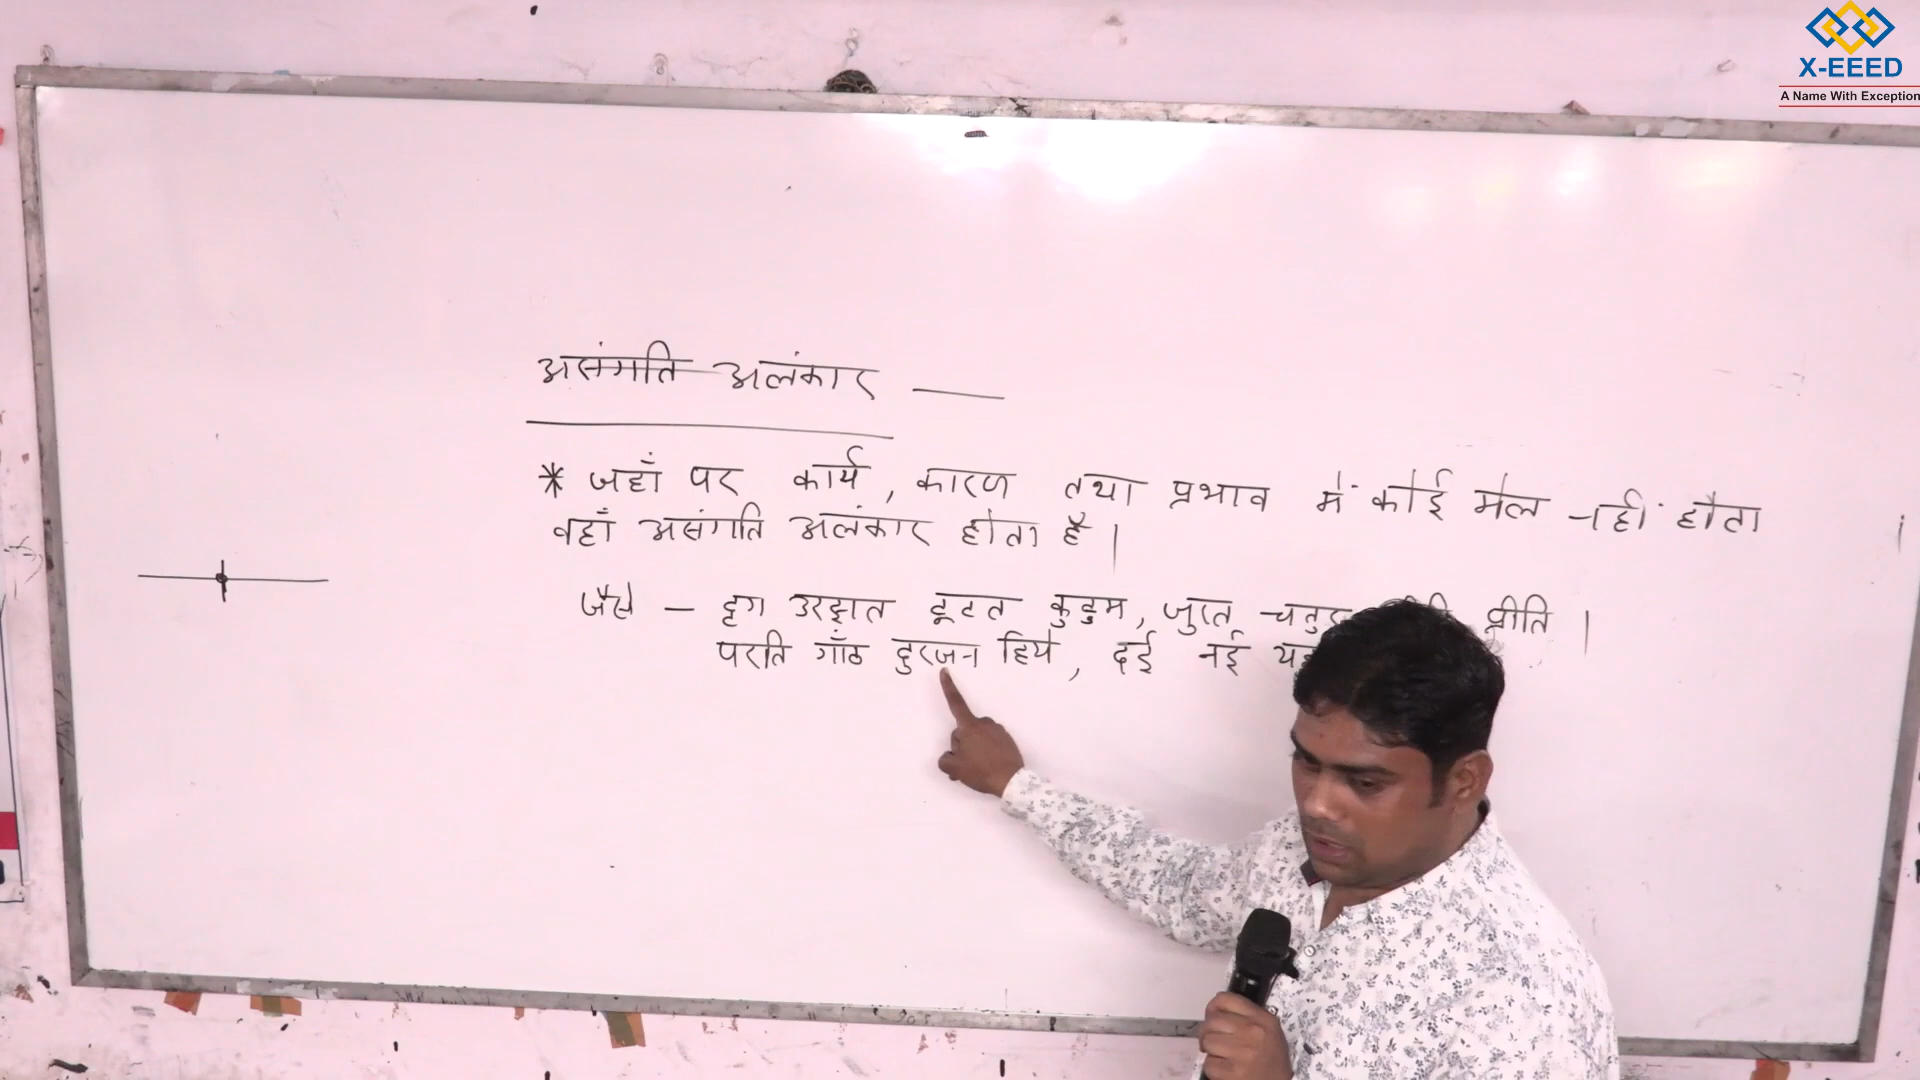 X-EEED
A Name With Exception
असंगति अलंकार —
* जहाँ पर कार्य, कारण तथा प्रभाव में कोई मेल नहीं होता
वहाँ असंगति अलंकार होता है।
जैसे – दृग उरझत टूटत कुटुम, जुरत प्रीति।
परति गाँठ दुरजन हिये, दई नई